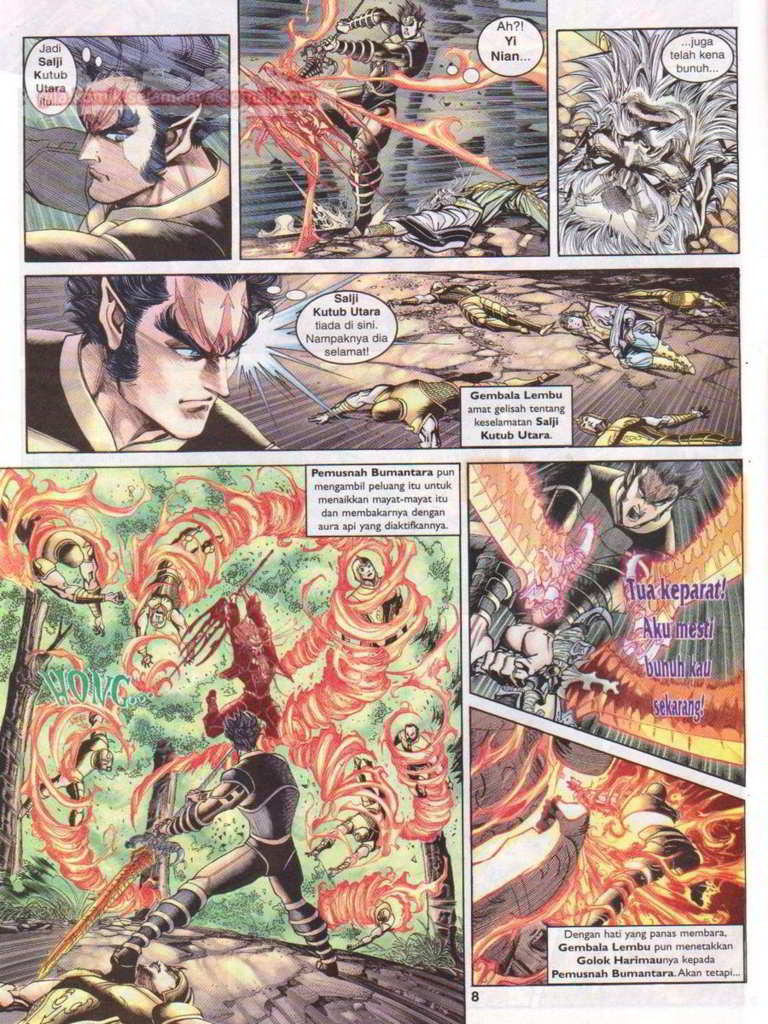 Jadi
Salji
Kutub
Utara
itu...
Ah?!
Yi
Nian...
...juga
telah kena
bunuh...
Salji
Kutub Utara
tiada di sini.
Nampaknya dia
selamat!
Gembala Lembu
amat gelisah tentang
keselamatan Salji
Kutub Utara.
Pemusnah Bumantara pun
mengambil peluang itu untuk
menaikkan mayat-mayat itu
dan membakarnya dengan
aura api yang diaktifkannya.
HONG...
Tua keparat!
Aku mesti
bunuh kau
sekarang!
Dengan hati yang panas membara,
Gembala Lembu pun menetakkan
Golok Harimaunya kepada
Pemusnah Bumantara. Akan tetapi...
8